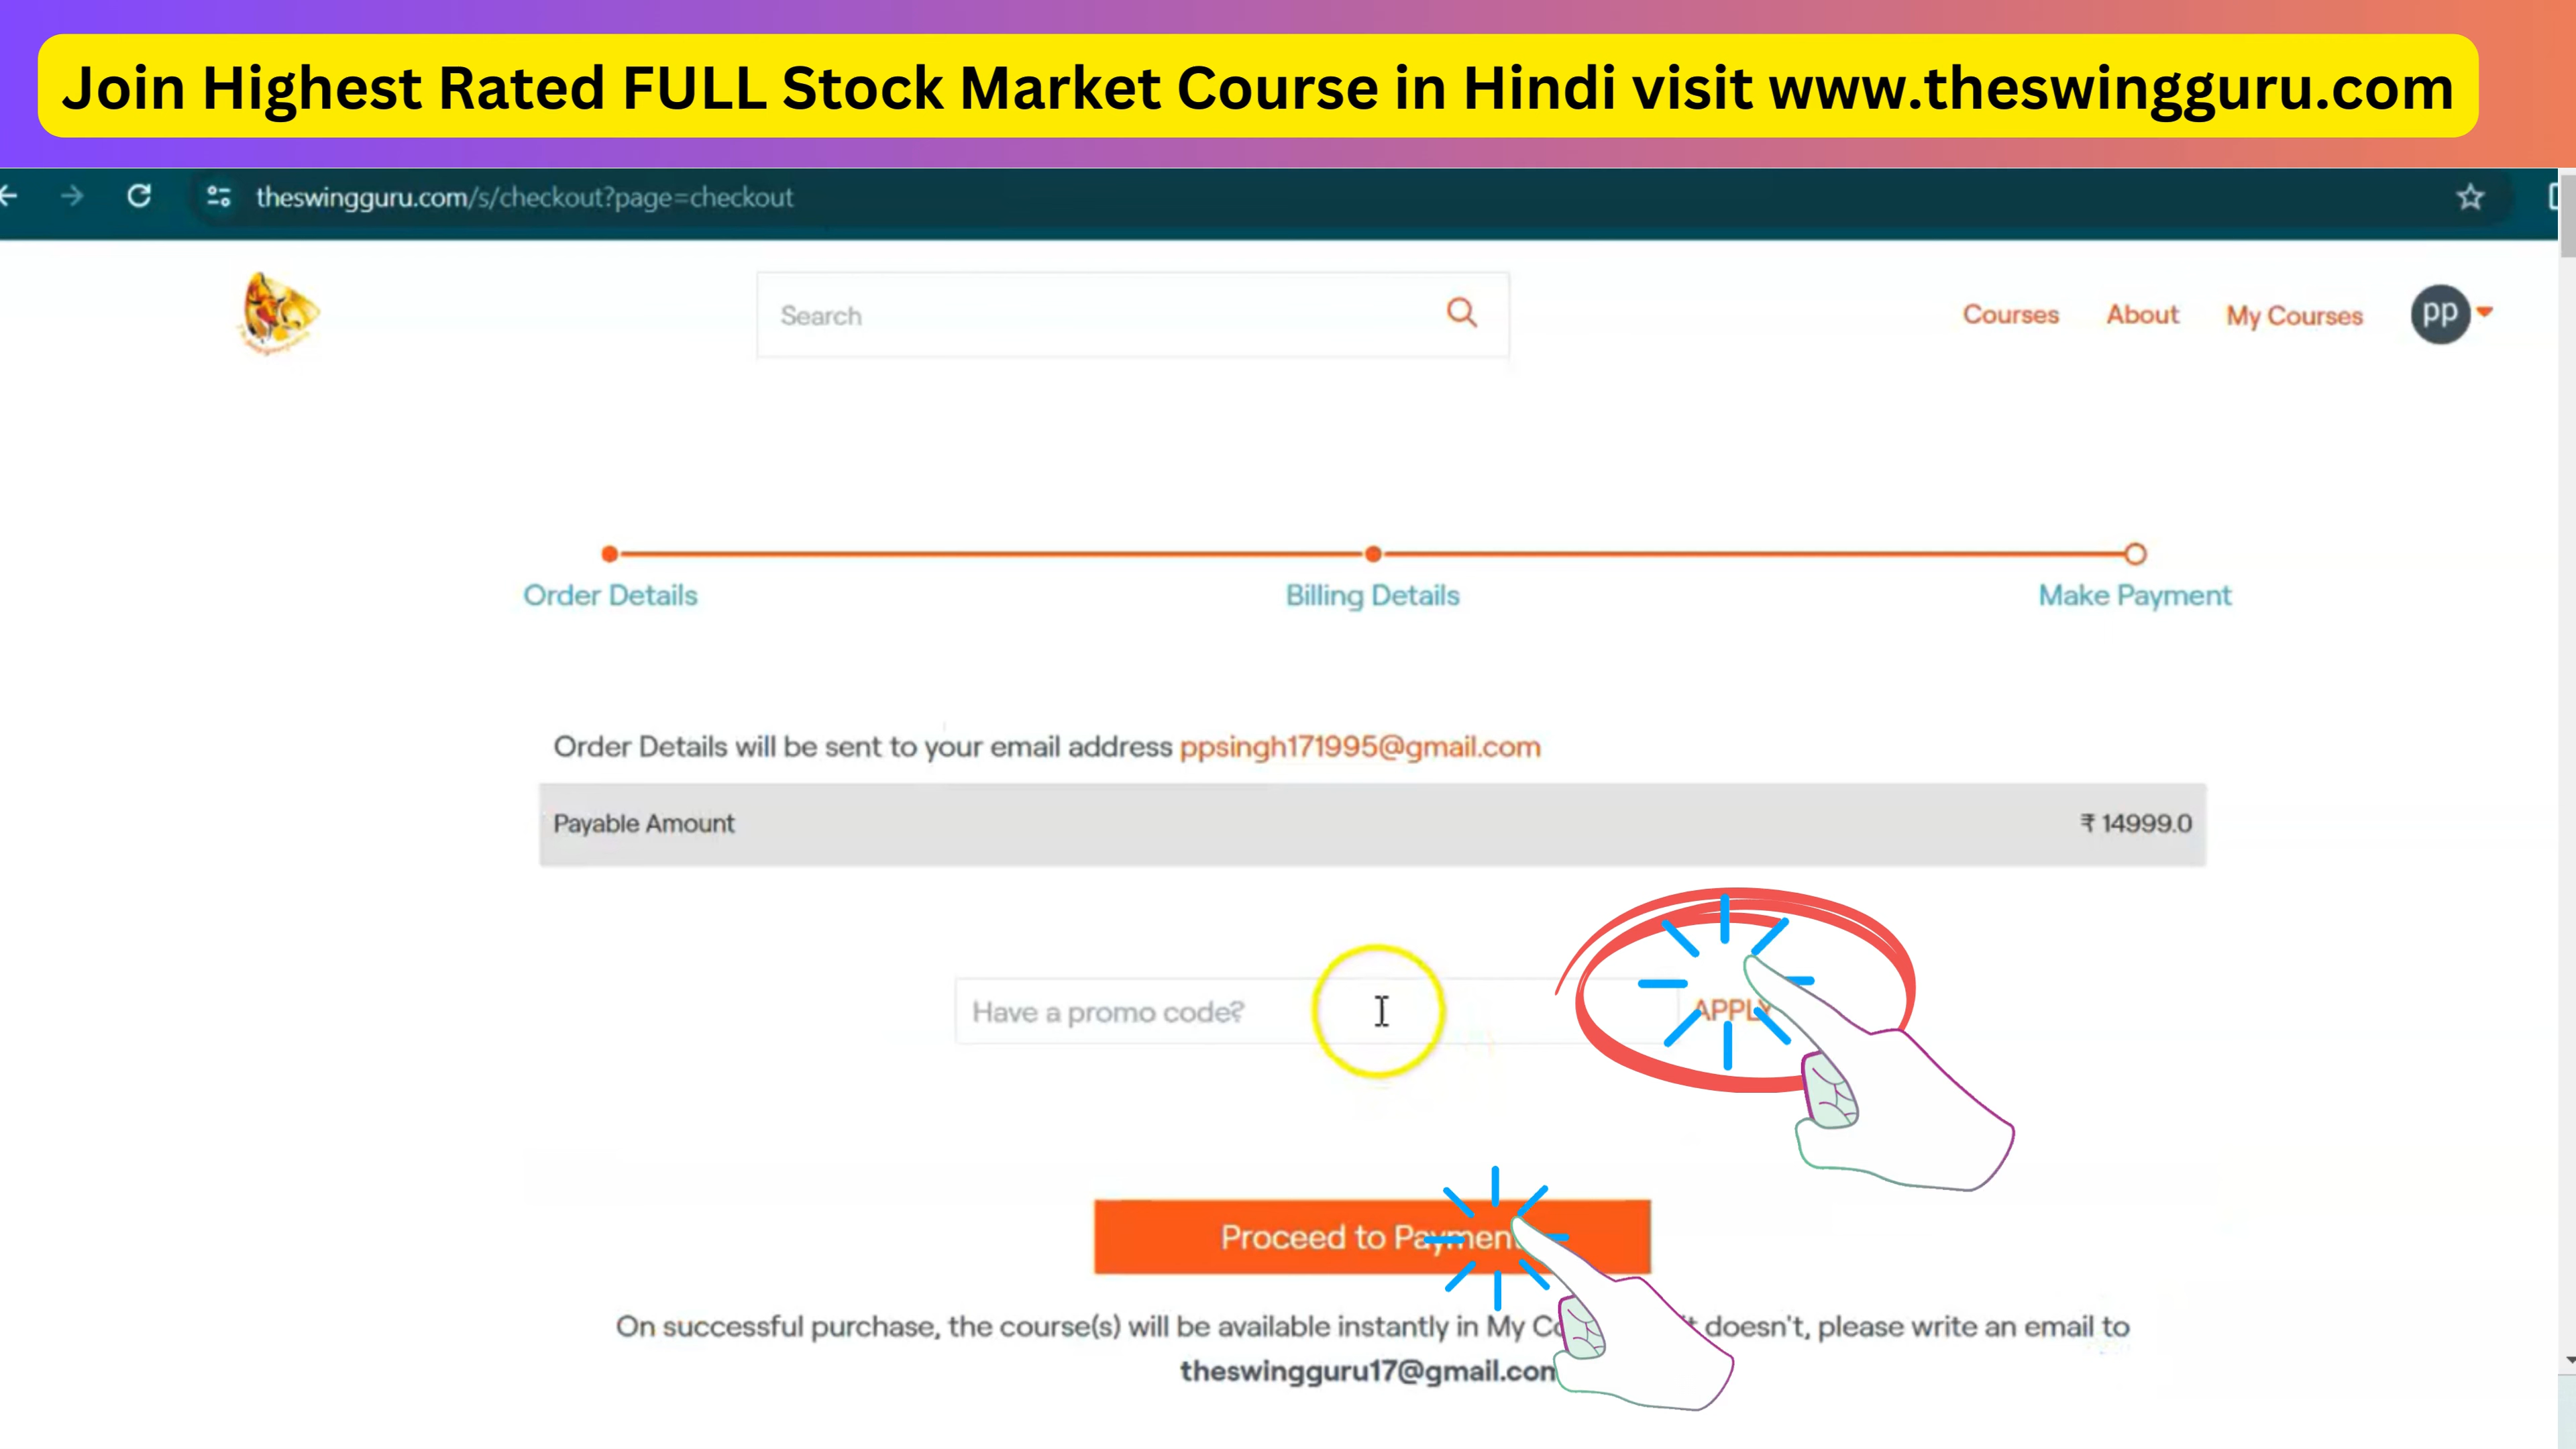 Join Highest Rated FULL Stock Market Course in Hindi visit www.theswingguru.com
theswingguru.com/s/checkout?page=checkout
Search
Courses About My Courses pp
Order Details Billing Details Make Payment
Order Details will be sent to your email address ppsingh171995@gmail.com
Payable Amount ₹ 14999.0
Have a promo code? APPLY
Proceed to Payment
On successful purchase, the course(s) will be available instantly in My doesn't, please write an email to
theswingguru17@gmail.com